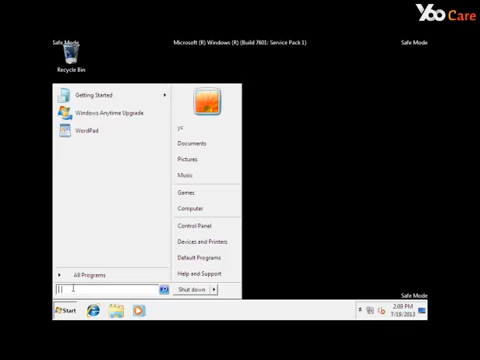 Yoo Care
Safe Mode
Microsoft (R) Windows (R) (Build 7601: Service Pack 1)
Safe Mode
Recycle Bin
Getting Started
Windows Anytime Upgrade
WordPad
yc
Documents
Pictures
Music
Games
Computer
Control Panel
Devices and Printers
Default Programs
Help and Support
All Programs
Shut down
Safe Mode
Start
2:09 PM
7/19/2013